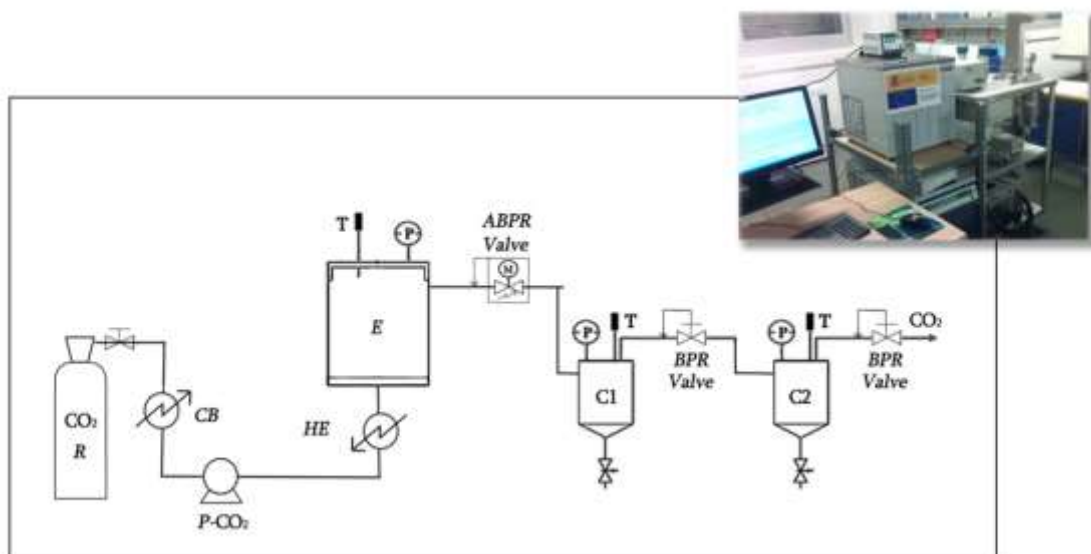 T
P
ABPR
Valve
M
E
CO₂
R
CB
P-CO₂
HE
P
T
C1
BPR
Valve
P
T
C2
CO₂
BPR
Valve